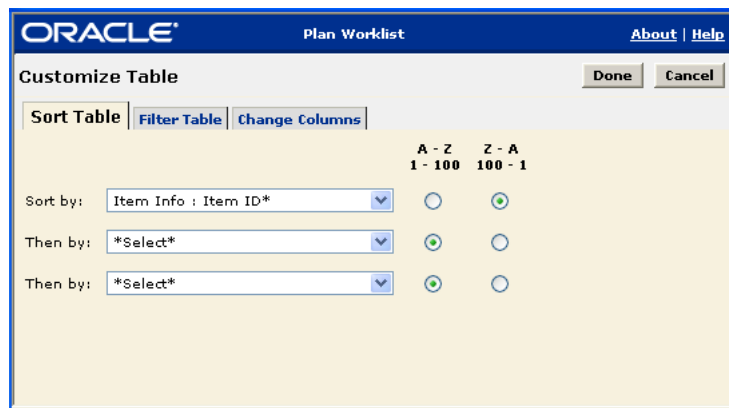 ORACLE® Plan Worklist About | Help
Customize Table Done Cancel
Sort Table Filter Table Change Columns
A - Z Z - A
1 - 100 100 - 1
Sort by: Item Info : Item ID*
Then by: *Select*
Then by: *Select*